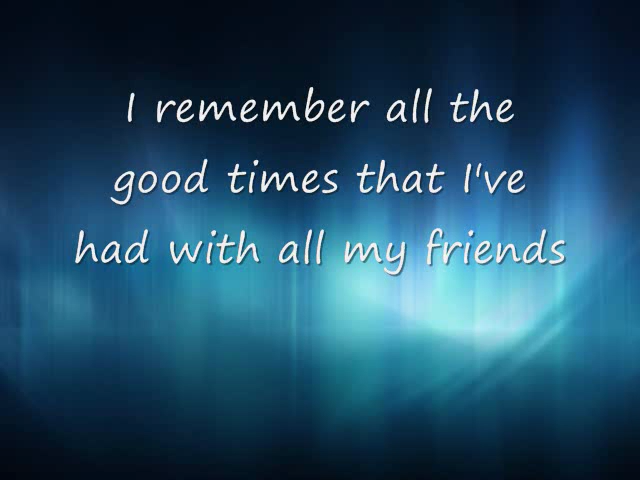 I remember all the
good times that I've
had with all my friends